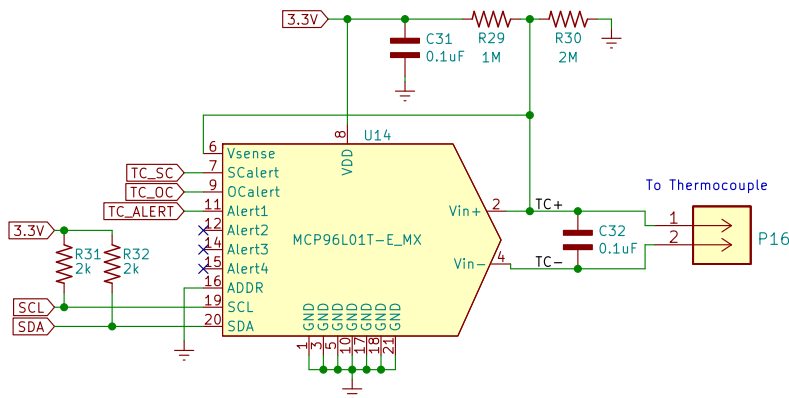 3.3V
C31
0.1uF
R29
1M
R30
2M
U14
8
VDD
6
Vsense
TC_SC
7
SCalert
TC_OC
9
OCalert
TC_ALERT
11
Alert1
12
Alert2
14
Alert3
15
Alert4
16
ADDR
19
SCL
20
SDA
MCP96L01T-E_MX
Vin+
2
TC+
Vin-
4
TC-
C32
0.1uF
To Thermocouple
1
2
P16
3.3V
R31
2k
R32
2k
SCL
SDA
GND
GND
GND
GND
GND
GND
GND
1
3
5
10
17
18
21